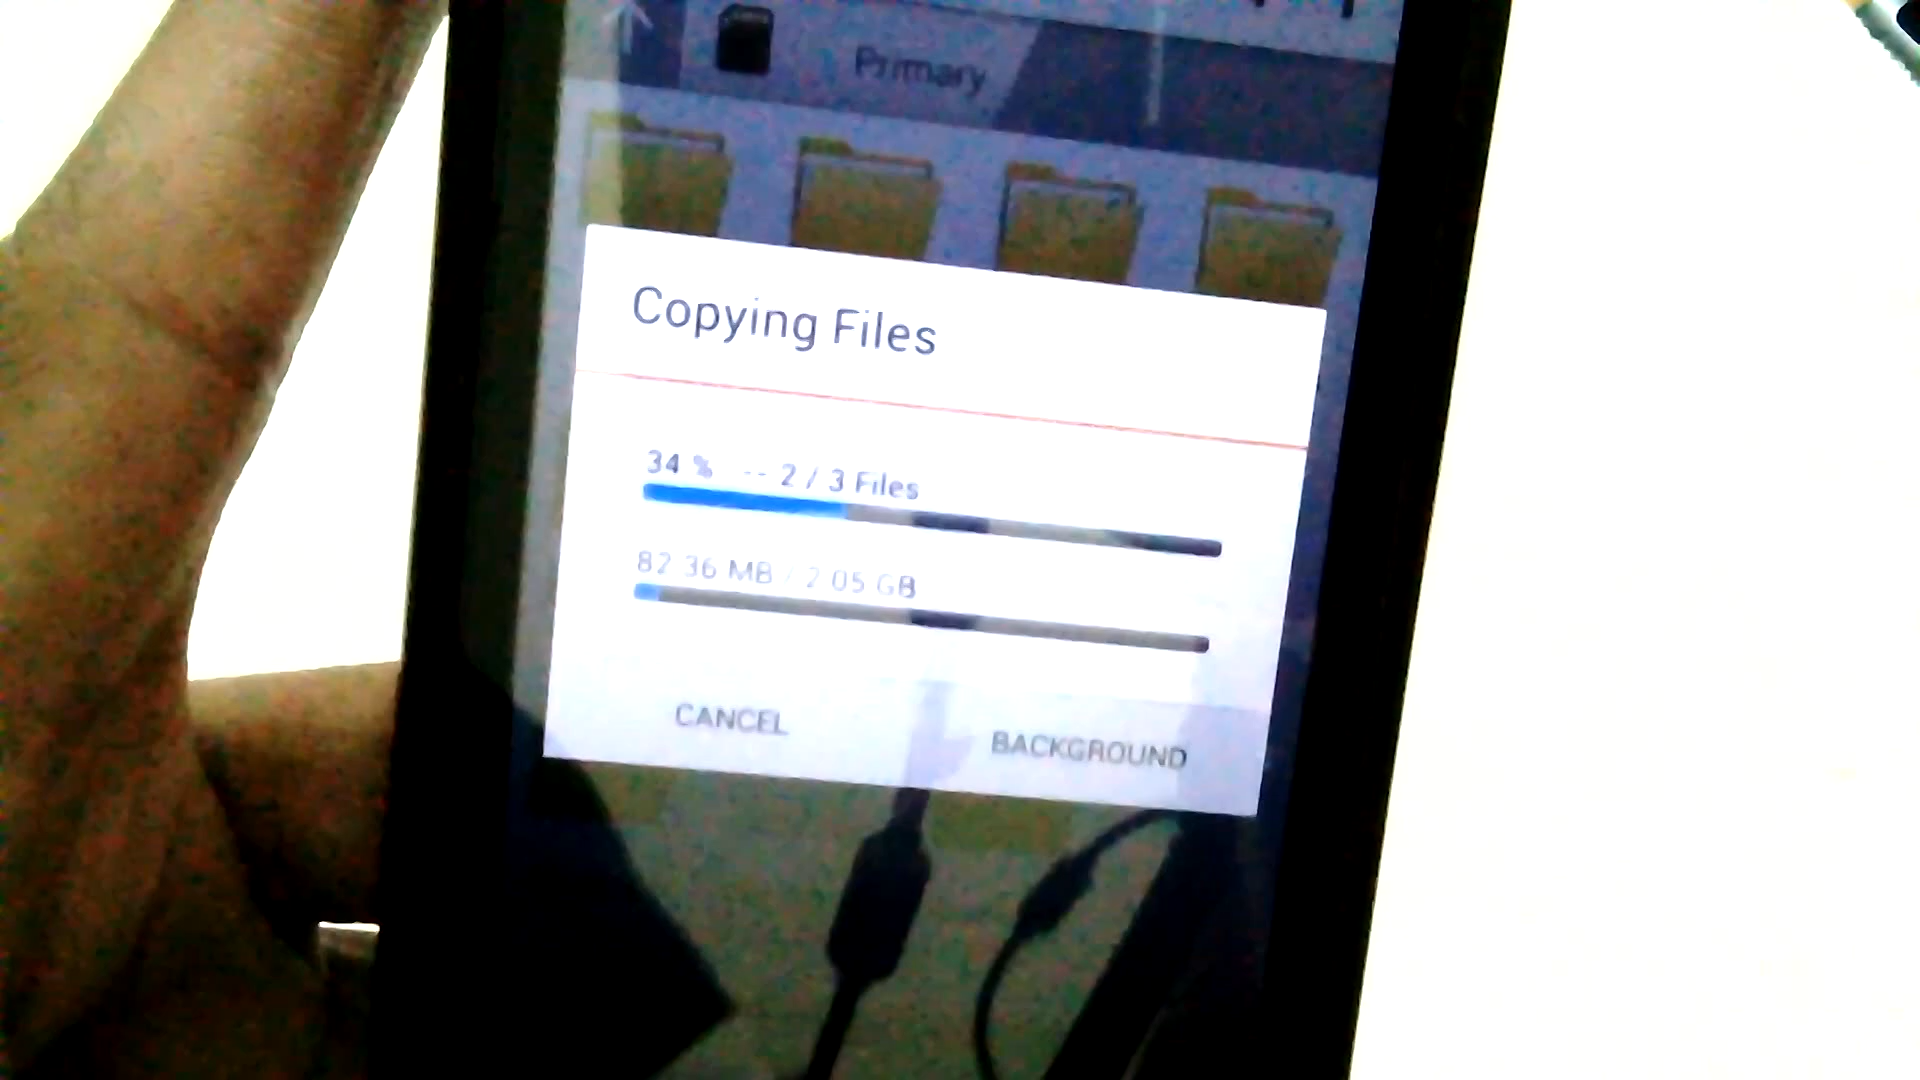 Primary
Copying Files
34 % -- 2 / 3 Files
82.36 MB / 2.05 GB
CANCEL
BACKGROUND